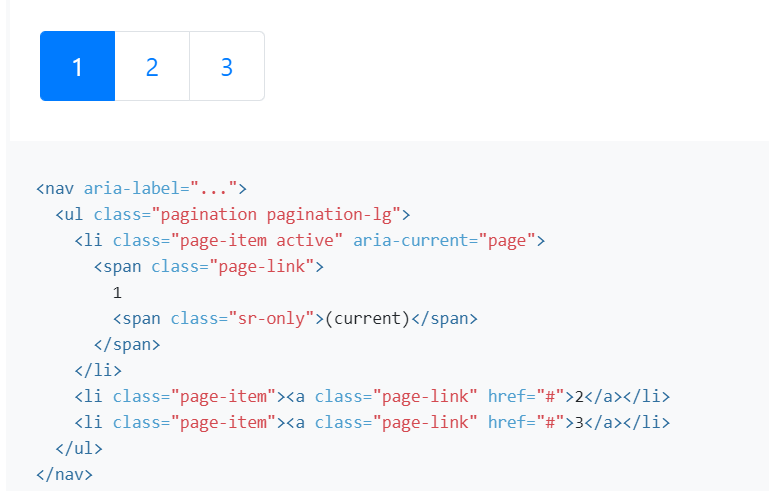 1 2 3
<nav aria-label="...">
  <ul class="pagination pagination-lg">
    <li class="page-item active" aria-current="page">
      <span class="page-link">
        1
        <span class="sr-only">(current)</span>
      </span>
    </li>
    <li class="page-item"><a class="page-link" href="#">2</a></li>
    <li class="page-item"><a class="page-link" href="#">3</a></li>
  </ul>
</nav>